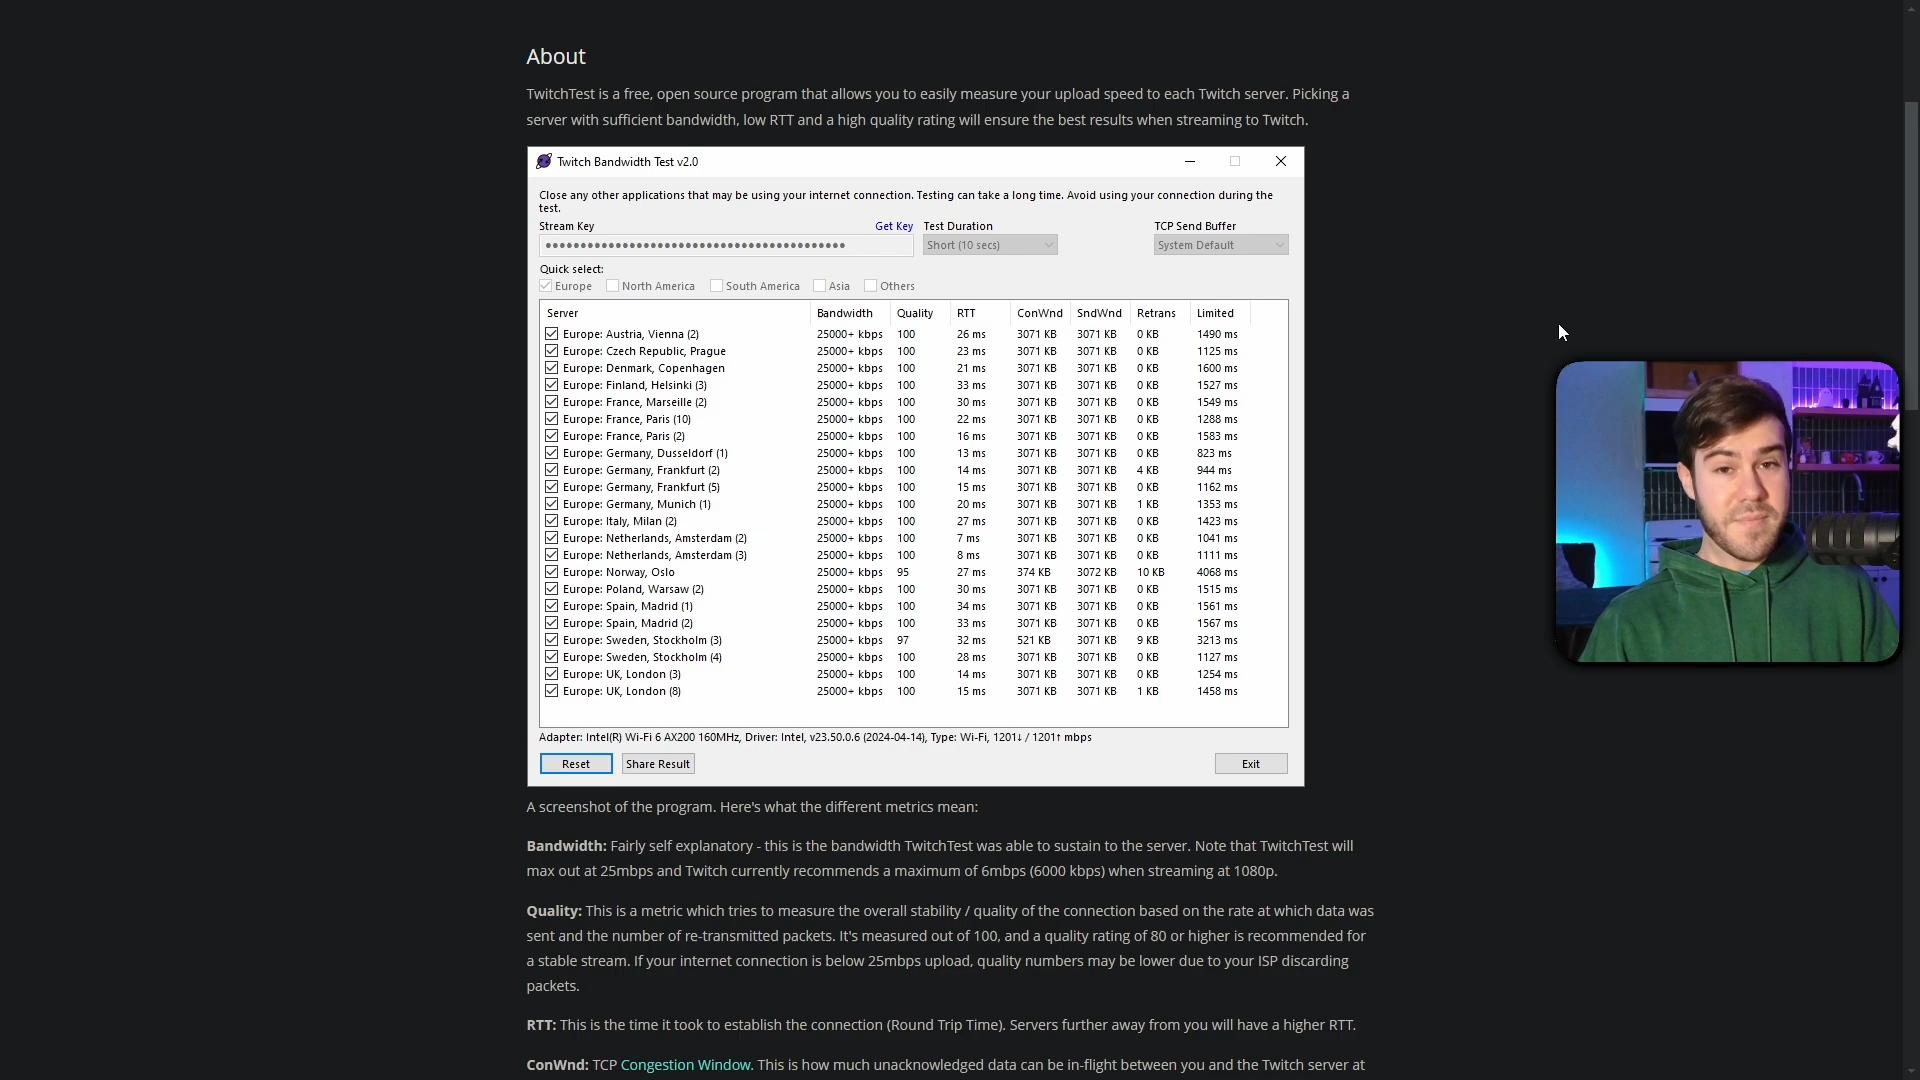 About
TwitchTest is a free, open source program that allows you to easily measure your upload speed to each Twitch server. Picking a
server with sufficient bandwidth, low RTT and a high quality rating will ensure the best results when streaming to Twitch.
Twitch Bandwidth Test v2.0
Close any other applications that may be using your internet connection. Testing can take a long time. Avoid using your connection during the
test.
Stream Key Get Key Test Duration TCP Send Buffer
Short (10 secs) System Default
Quick select:
Europe North America South America Asia Others
Server Bandwidth Quality RTT ConWnd SndWnd Retrans Limited
Europe: Austria, Vienna (2) 25000+ kbps 100 26 ms 3071 KB 3071 KB 0 KB 1490 ms
Europe: Czech Republic, Prague 25000+ kbps 100 23 ms 3071 KB 3071 KB 0 KB 1125 ms
Europe: Denmark, Copenhagen 25000+ kbps 100 21 ms 3071 KB 3071 KB 0 KB 1600 ms
Europe: Finland, Helsinki (3) 25000+ kbps 100 33 ms 3071 KB 3071 KB 0 KB 1527 ms
Europe: France, Marseille (2) 25000+ kbps 100 30 ms 3071 KB 3071 KB 0 KB 1549 ms
Europe: France, Paris (10) 25000+ kbps 100 22 ms 3071 KB 3071 KB 0 KB 1288 ms
Europe: France, Paris (2) 25000+ kbps 100 16 ms 3071 KB 3071 KB 0 KB 1583 ms
Europe: Germany, Dusseldorf (1) 25000+ kbps 100 13 ms 3071 KB 3071 KB 0 KB 823 ms
Europe: Germany, Frankfurt (2) 25000+ kbps 100 14 ms 3071 KB 3071 KB 4 KB 944 ms
Europe: Germany, Frankfurt (5) 25000+ kbps 100 15 ms 3071 KB 3071 KB 0 KB 1162 ms
Europe: Germany, Munich (1) 25000+ kbps 100 20 ms 3071 KB 3071 KB 1 KB 1353 ms
Europe: Italy, Milan (2) 25000+ kbps 100 27 ms 3071 KB 3071 KB 0 KB 1423 ms
Europe: Netherlands, Amsterdam (2) 25000+ kbps 100 7 ms 3071 KB 3071 KB 0 KB 1041 ms
Europe: Netherlands, Amsterdam (3) 25000+ kbps 100 8 ms 3071 KB 3071 KB 0 KB 1111 ms
Europe: Norway, Oslo 25000+ kbps 95 27 ms 374 KB 3072 KB 10 KB 4068 ms
Europe: Poland, Warsaw (2) 25000+ kbps 100 30 ms 3071 KB 3071 KB 0 KB 1515 ms
Europe: Spain, Madrid (1) 25000+ kbps 100 34 ms 3071 KB 3071 KB 0 KB 1561 ms
Europe: Spain, Madrid (2) 25000+ kbps 100 33 ms 3071 KB 3071 KB 0 KB 1567 ms
Europe: Sweden, Stockholm (3) 25000+ kbps 97 32 ms 521 KB 3071 KB 9 KB 3213 ms
Europe: Sweden, Stockholm (4) 25000+ kbps 100 28 ms 3071 KB 3071 KB 0 KB 1127 ms
Europe: UK, London (3) 25000+ kbps 100 14 ms 3071 KB 3071 KB 0 KB 1254 ms
Europe: UK, London (8) 25000+ kbps 100 15 ms 3071 KB 3071 KB 1 KB 1458 ms
Adapter: Intel(R) Wi-Fi 6 AX200 160MHz, Driver: Intel, v23.50.0.6 (2024-04-14), Type: Wi-Fi, 1201↓ / 1201↑ mbps
Reset Share Result Exit
A screenshot of the program. Here's what the different metrics mean:
Bandwidth: Fairly self explanatory - this is the bandwidth TwitchTest was able to sustain to the server. Note that TwitchTest will
max out at 25mbps and Twitch currently recommends a maximum of 6mbps (6000 kbps) when streaming at 1080p.
Quality: This is a metric which tries to measure the overall stability / quality of the connection based on the rate at which data was
sent and the number of re-transmitted packets. It's measured out of 100, and a quality rating of 80 or higher is recommended for
a stable stream. If your internet connection is below 25mbps upload, quality numbers may be lower due to your ISP discarding
packets.
RTT: This is the time it took to establish the connection (Round Trip Time). Servers further away from you will have a higher RTT.
ConWnd: TCP Congestion Window. This is how much unacknowledged data can be in-flight between you and the Twitch server at